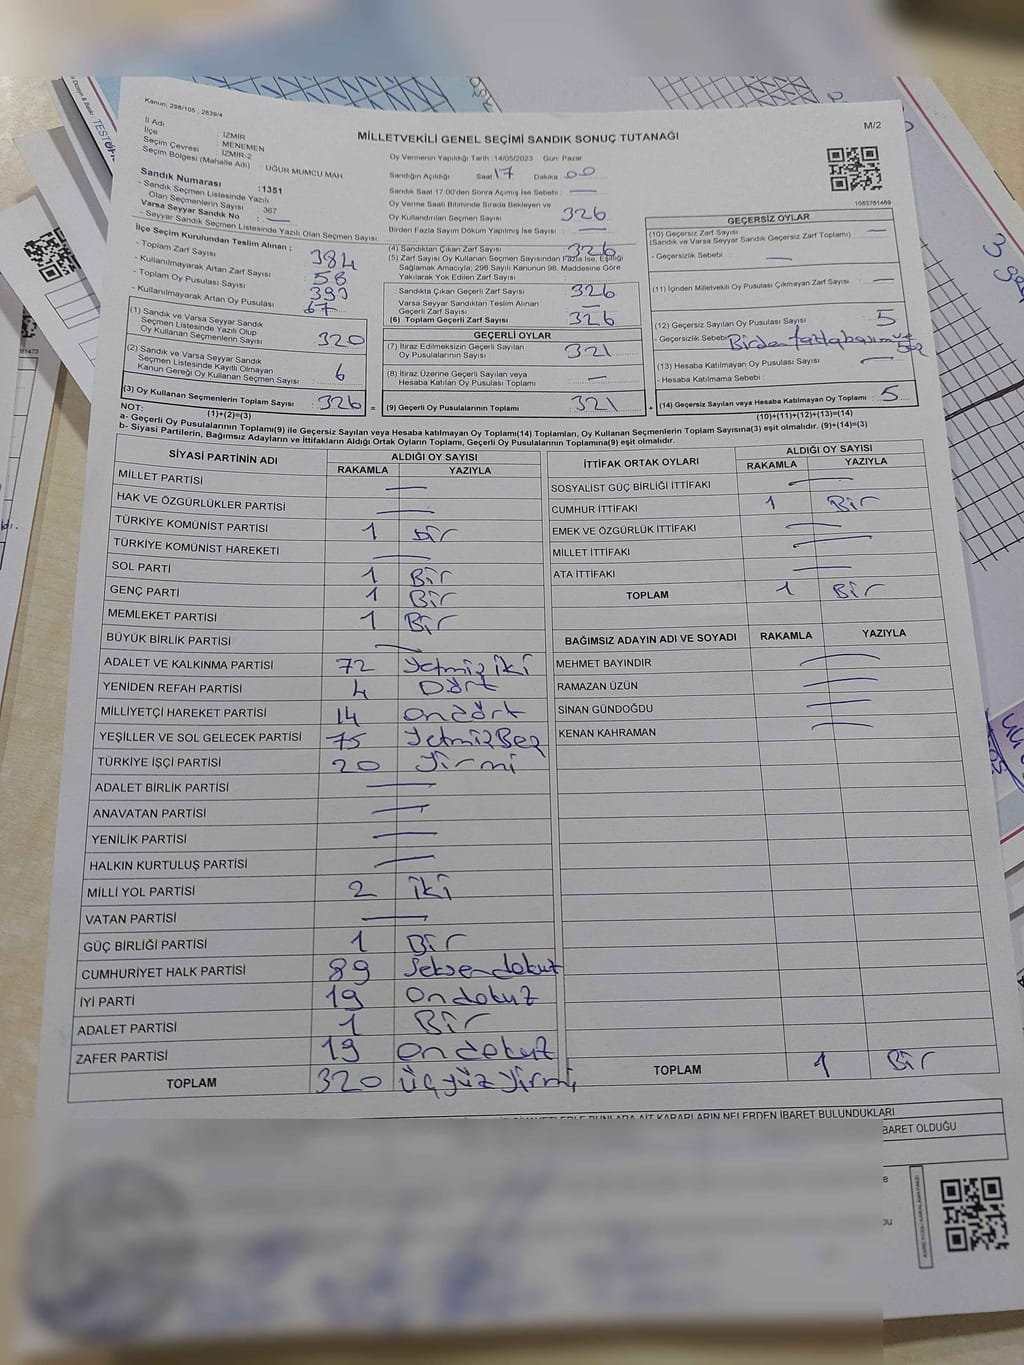 Kanun: 298/105 , 2839/4
M/2
MİLLETVEKİLİ GENEL SEÇİMİ SANDIK SONUÇ TUTANAĞI
İl Adı : İZMİR
İlçe : MENEMEN
Seçim Çevresi : İZMİR-2
Seçim Bölgesi (Mahalle Adı) : UĞUR MUMCU MAH.
Sandık Numarası : 1351
- Sandık Seçmen Listesinde Yazılı
Olan Seçmenlerin Sayısı : 367
Varsa Seyyar Sandık No :
- Seyyar Sandık Seçmen Listesinde Yazılı Olan Seçmen Sayısı:
İlçe Seçim Kurulundan Teslim Alınan ;
- Toplam Zarf Sayısı 384
- Kullanılmayarak Artan Zarf Sayısı 58
- Toplam Oy Pusulası Sayısı
- Kullanılmayarak Artan Oy Pusulası 67
(1) Sandık ve Varsa Seyyar Sandık
Seçmen Listesinde Yazılı Olup
Oy Kullanan Seçmenlerin Sayısı 320
(2) Sandık ve Varsa Seyyar Sandık
Seçmen Listesinde Kayıtlı Olmayan
Kanun Gereği Oy Kullanan Seçmen Sayısı : 6
(3) Oy Kullanan Seçmenlerin Toplam Sayısı : 326 =
(1)+(2)=(3)
Oy Vermenin Yapıldığı Tarih :14/05/2023 Gün Pazar
Sandığın Açıldığı Saat 17 Dakika : 00
Sandık Saat 17.00'den Sonra Açılmış İse Sebebi : —
Oy Verme Saati Bitiminde Sırada Bekleyen ve
Oy Kullandırılan Seçmen Sayısı : 326
Birden Fazla Sayım Döküm Yapılmış İse Sayısı : —
(4) Sandıktan Çıkan Zarf Sayısı 326
(5) Zarf Sayısı Oy Kullanan Seçmen Sayısından Fazla İse, Eşitliği
Sağlamak Amacıyla; 298 Sayılı Kanunun 98. Maddesine Göre
Yakılarak Yok Edilen Zarf Sayısı
Sandıkta Çıkan Geçerli Zarf Sayısı : 326
Varsa Seyyar Sandıktan Teslim Alınan
Geçerli Zarf Sayısı : —
(6) Toplam Geçerli Zarf Sayısı : 326
GEÇERLİ OYLAR
(7) İtiraz Edilmeksizin Geçerli Sayılan
Oy Pusulalarının Sayısı 321
(8) İtiraz Üzerine Geçerli Sayılan veya
Hesaba Katılan Oy Pusulası Toplamı —
(9) Geçerli Oy Pusulalarının Toplamı 321 +
1083751469
GEÇERSİZ OYLAR
(10) Geçersiz Zarf Sayısı
(Sandık ve Varsa Seyyar Sandık Geçersiz Zarf Toplamı) : —
- Geçersizlik Sebebi : —
(11) İçinden Milletvekili Oy Pusulası Çıkmayan Zarf Sayısı : —
(12) Geçersiz Sayılan Oy Pusulası Sayısı 5
- Geçersizlik Sebebi Birden fazla
(13) Hesaba Katılmayan Oy Pusulası Sayısı —
- Hesaba Katılmama Sebebi :
(14) Geçersiz Sayılan veya Hesaba Katılmayan Oy Toplamı : 5
(10)+(11)+(12)+(13)=(14)
NOT:
a- Geçerli Oy Pusulaları Toplamı(9) ile Geçersiz Sayılan veya Hesaba katılmayan Oy Toplamı(14) Toplamları, Oy Kullanan Seçmenlerin Toplam Sayısına(3) eşit olmalıdır. (9)+(14)=(3)
b- Siyasi Partilerin, Bağımsız Adayların ve İttifakların Aldığı Ortak Oyların Toplamı, Geçerli Oy Pusulalarının Toplamına(9) eşit olmalıdır.
SİYASİ PARTİNİN ADI ALDIĞI OY SAYISI
RAKAMLA YAZIYLA
MİLLET PARTİSİ —
HAK VE ÖZGÜRLÜKLER PARTİSİ —
TÜRKİYE KOMÜNİST PARTİSİ 1 bir
TÜRKİYE KOMÜNİST HAREKETİ —
SOL PARTİ 1 Bir
GENÇ PARTİ 1 Bir
MEMLEKET PARTİSİ 1 Bir
BÜYÜK BİRLİK PARTİSİ —
ADALET VE KALKINMA PARTİSİ 72 Yetmiş iki
YENİDEN REFAH PARTİSİ 4 Dört
MİLLİYETÇİ HAREKET PARTİSİ 14 ondört
YEŞİLLER VE SOL GELECEK PARTİSİ 75 YetmişBeş
TÜRKİYE İŞÇİ PARTİSİ 20 Yirmi
ADALET BİRLİK PARTİSİ —
ANAVATAN PARTİSİ —
YENİLİK PARTİSİ —
HALKIN KURTULUŞ PARTİSİ —
MİLLİ YOL PARTİSİ 2 iki
VATAN PARTİSİ —
GÜÇ BİRLİĞİ PARTİSİ 1 Bir
CUMHURİYET HALK PARTİSİ 89 Seksendokuz
İYİ PARTİ 19 Ondokuz
ADALET PARTİSİ 1 Bir
ZAFER PARTİSİ 19 ondokuz
TOPLAM 320 üçyüzyirmi
İTTİFAK ORTAK OYLARI ALDIĞI OY SAYISI
RAKAMLA YAZIYLA
SOSYALİST GÜÇ BİRLİĞİ İTTİFAKI —
CUMHUR İTTİFAKI 1 Bir
EMEK VE ÖZGÜRLÜK İTTİFAKI —
MİLLET İTTİFAKI —
ATA İTTİFAKI —
TOPLAM 1 Bir
BAĞIMSIZ ADAYIN ADI VE SOYADI RAKAMLA YAZIYLA
MEHMET BAYINDIR —
RAMAZAN ÜZÜN —
SİNAN GÜNDOĞDU —
KENAN KAHRAMAN —
TOPLAM 1 Bir
KARARLARIN NELERDEN İBARET BULUNDUKLARI
BARET OLDUĞU